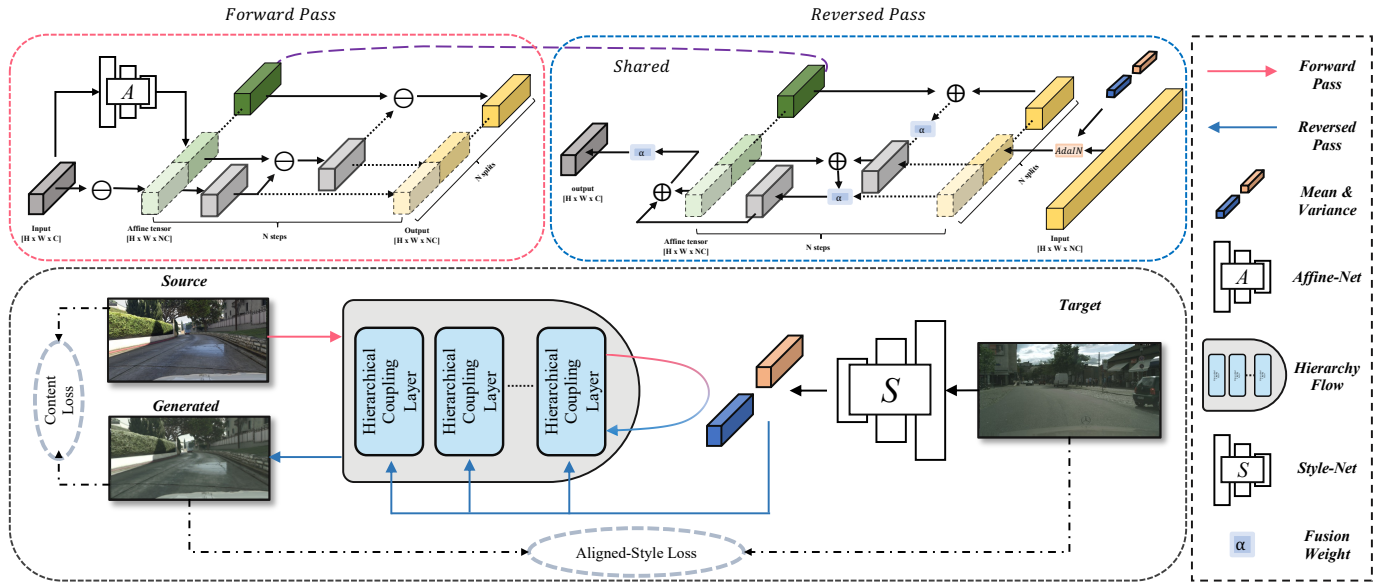 Forward Pass
Reversed Pass
A
Input
[H x W x C]
Affine tensor
[H x W x NC]
N steps
Output
[H x W x NC]
N splits
Shared
output
[H x W x C]
α
α
α
AdaIN
Affine tensor
[H x W x NC]
N steps
N splits
Input
[H x W x NC]
Source
Content
Loss
Generated
Hierarchical
Coupling
Layer
Hierarchical
Coupling
Layer
Hierarchical
Coupling
Layer
S
Target
Aligned-Style Loss
Forward
Pass
Reversed
Pass
Mean &
Variance
A
Affine-Net
Hierarchy
Flow
S
Style-Net
α
Fusion
Weight